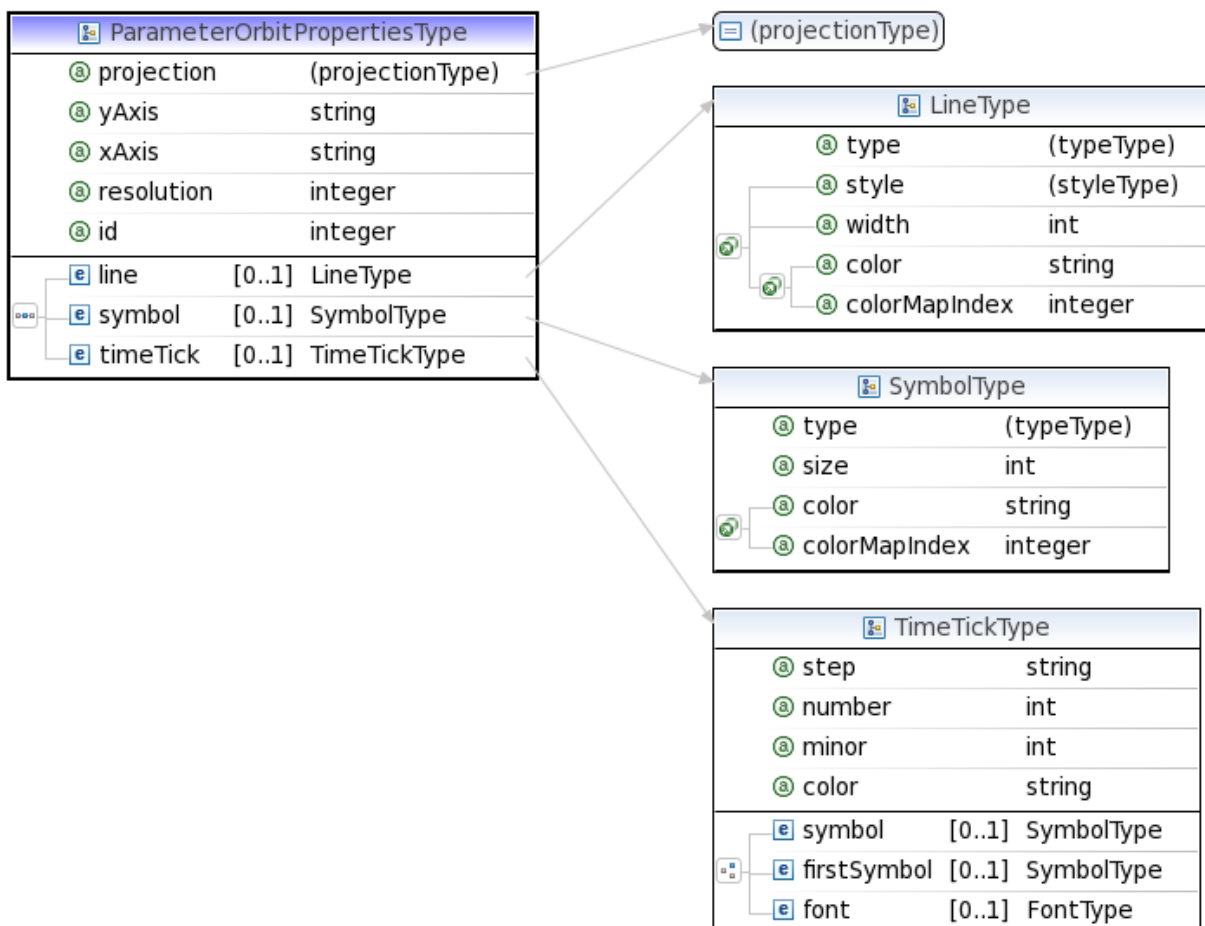 ParameterOrbitPropertiesType
projection (projectionType)
yAxis string
xAxis string
resolution integer
id integer
line [0..1] LineType
symbol [0..1] SymbolType
timeTick [0..1] TimeTickType
(projectionType)
LineType
type (typeType)
style (styleType)
width int
color string
colorMapIndex integer
SymbolType
type (typeType)
size int
color string
colorMapIndex integer
TimeTickType
step string
number int
minor int
color string
symbol [0..1] SymbolType
firstSymbol [0..1] SymbolType
font [0..1] FontType